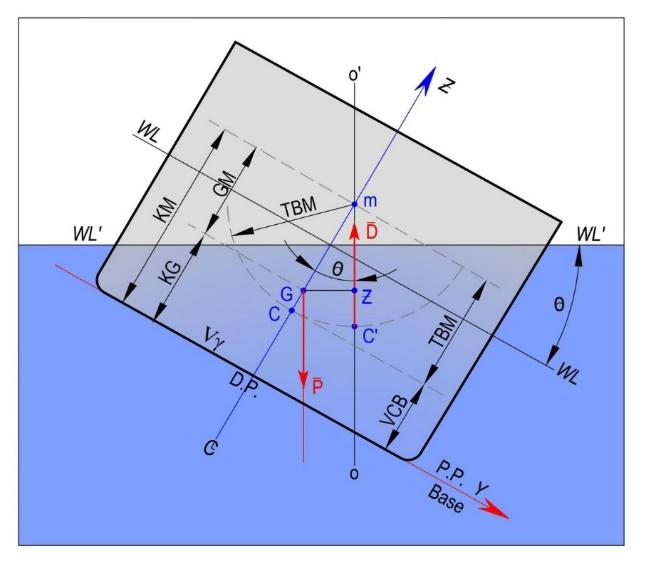 o'
Z
WL
GM
TBM
m
KM
WL'
D̅
WL'
θ
KG
G
Z
θ
C
C'
TBM
Vγ
P̅
WL
D.P.
VCB
o
P.P. Y
Base